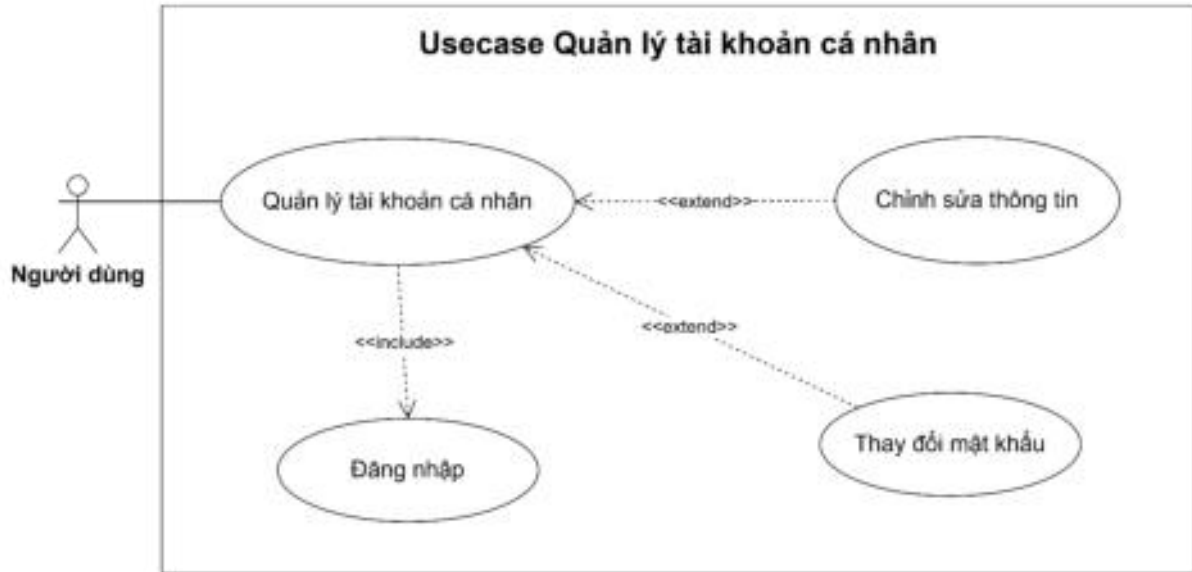 Usecase Quản lý tài khoản cá nhân
Quản lý tài khoản cá nhân
<<extend>>
Chỉnh sửa thông tin
Người dùng
<<extend>>
<<include>>
Thay đổi mật khẩu
Đăng nhập